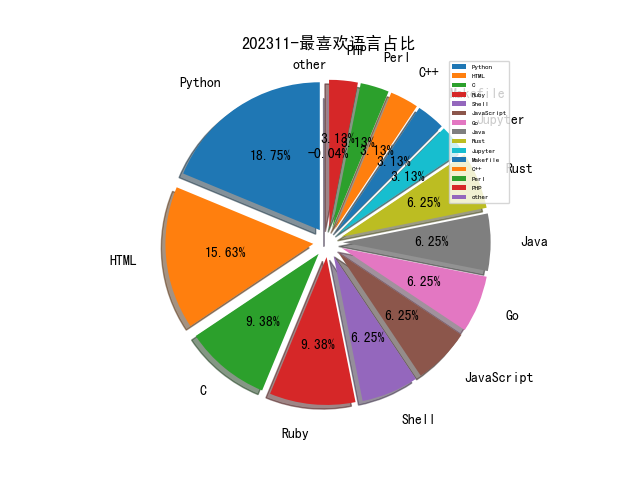 202311-最喜欢语言占比
Python
HTML
C
Ruby
Shell
JavaScript
Go
Java
Rust
Jupyter
Makefile
C++
Perl
PHP
other
18.75%
15.63%
9.38%
9.38%
6.25%
6.25%
6.25%
6.25%
6.25%
3.13%
3.13%
3.13%
3.13%
3.13%
-0.04%
Python
HTML
C
Ruby
Shell
JavaScript
Go
Java
Rust
Jupyter
Makefile
C++
Perl
PHP
other